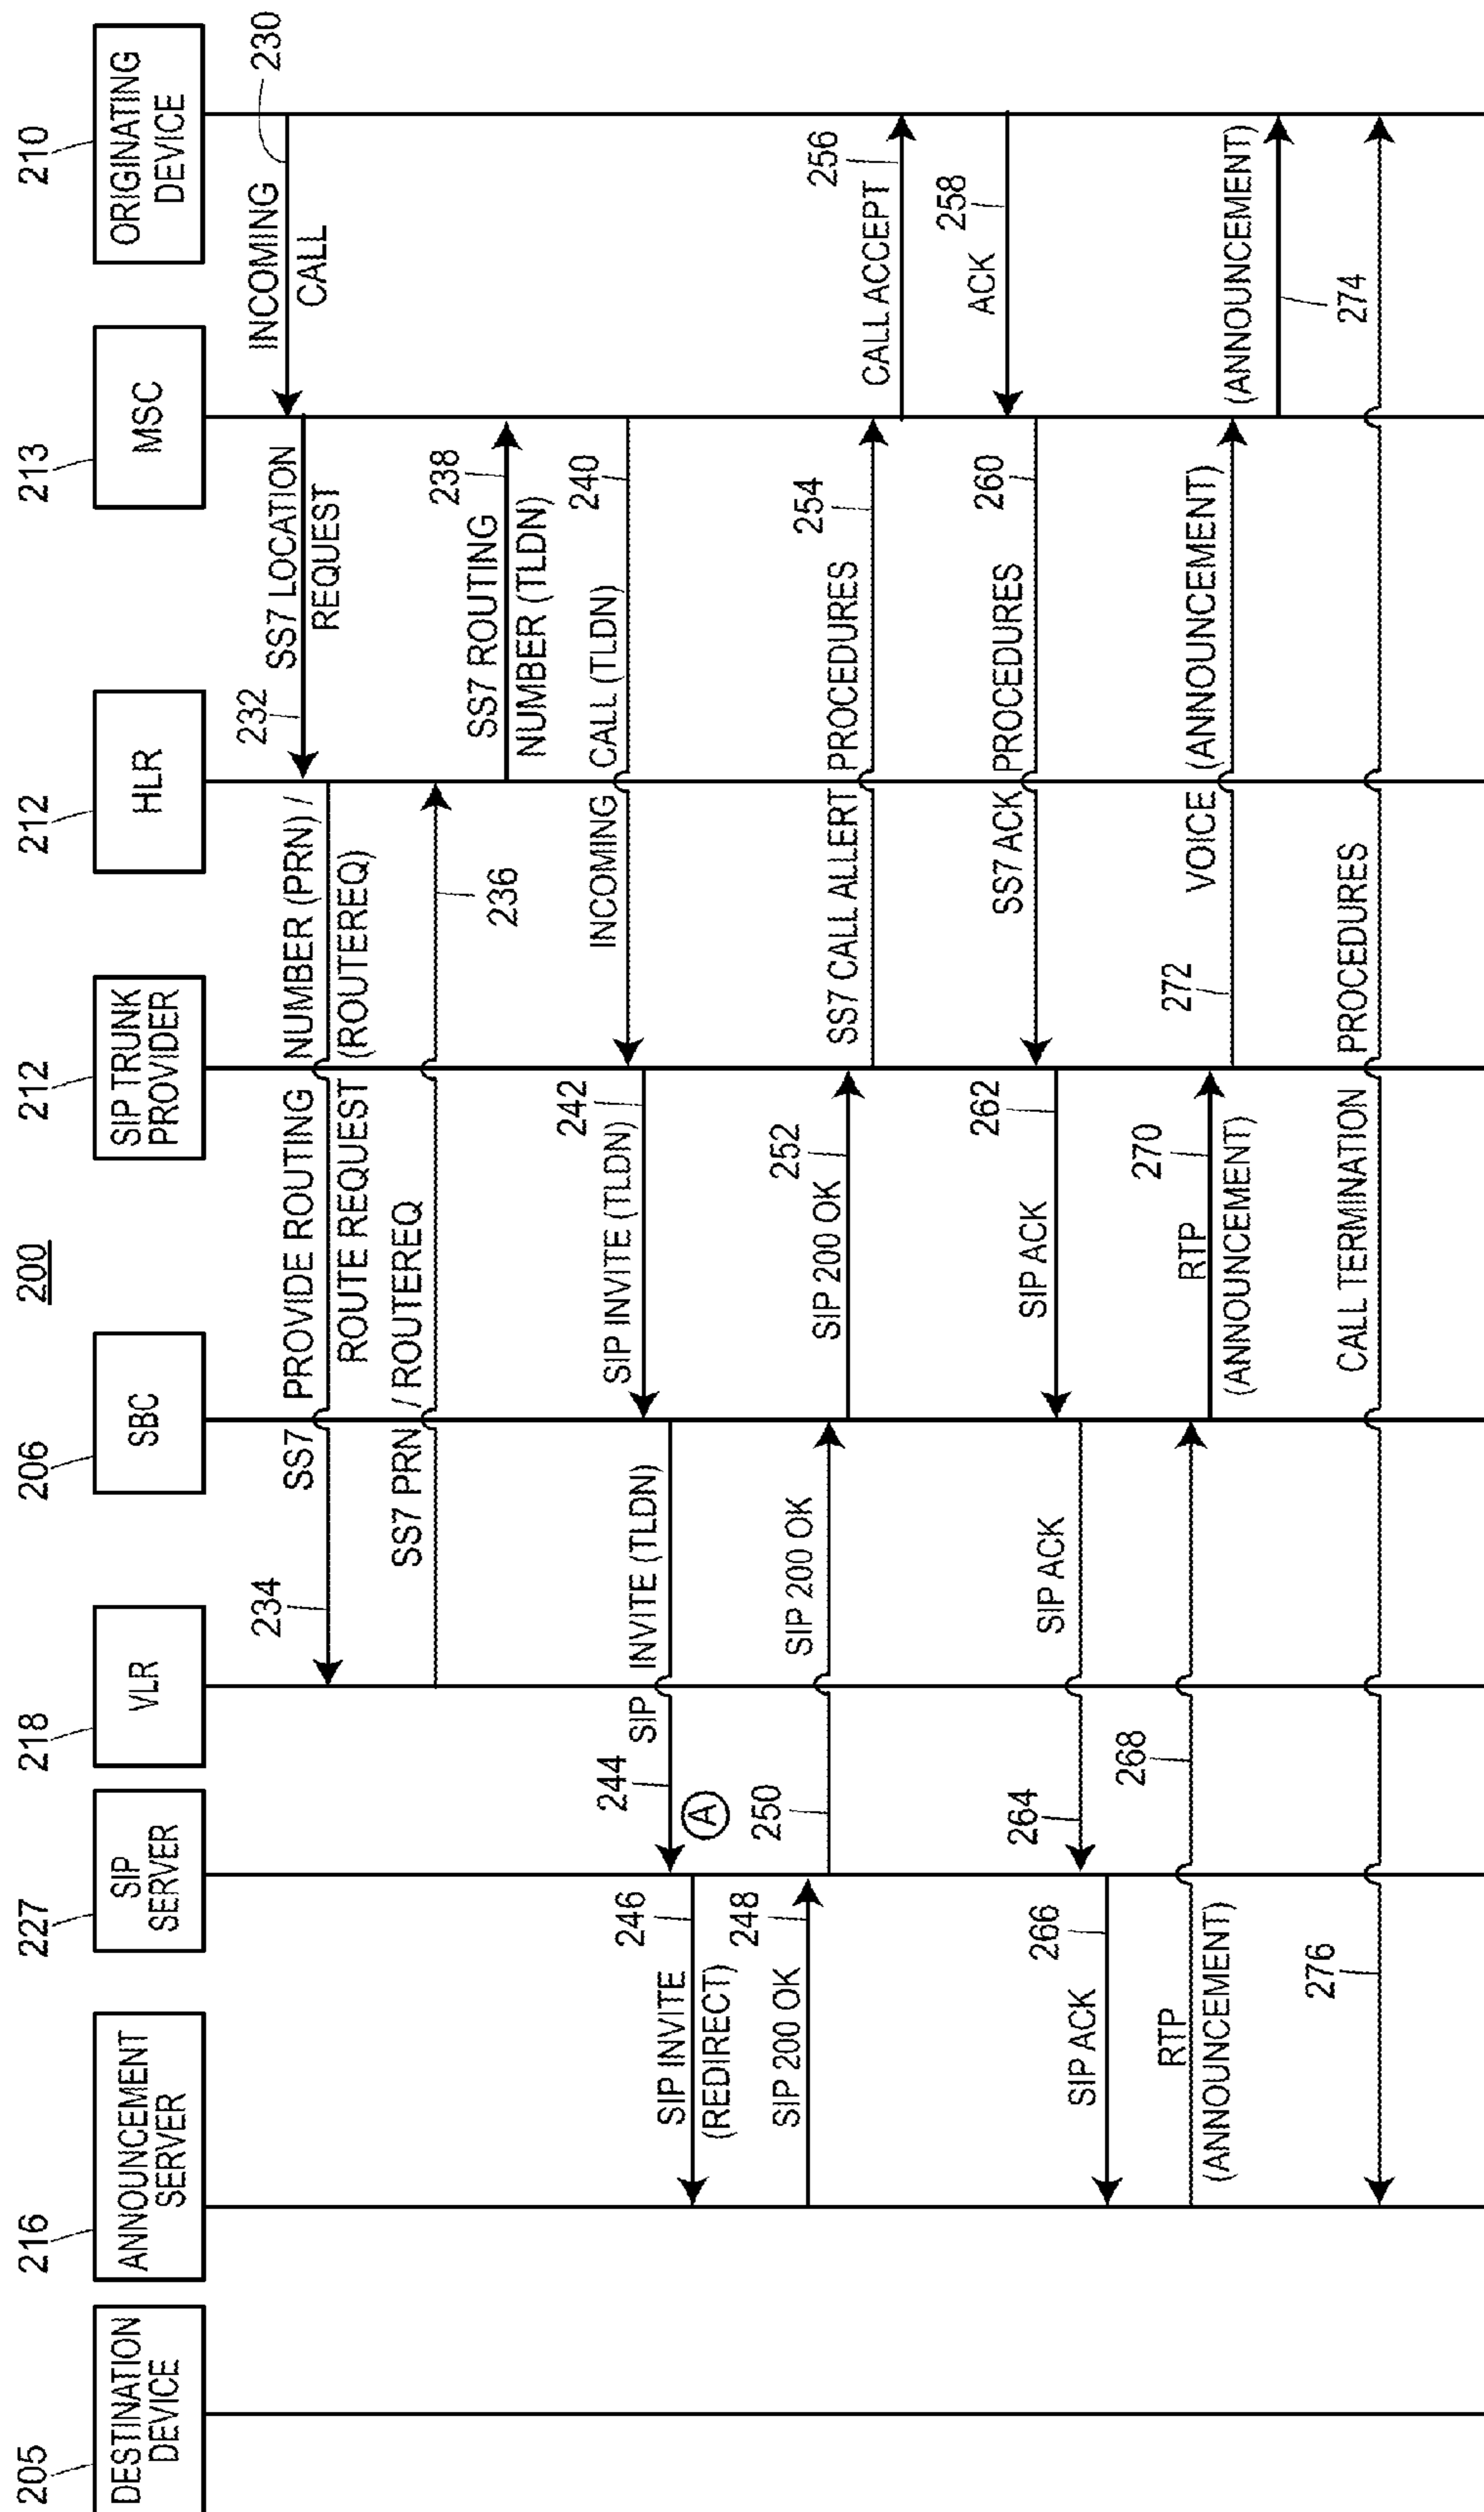 200
205
DESTINATION
DEVICE
216
ANNOUNCEMENT
SERVER
227
SIP
SERVER
218
VLR
206
SBC
212
SIP TRUNK
PROVIDER
212
HLR
213
MSC
210
ORIGINATING
DEVICE
230
INCOMING
CALL
232
SS7 LOCATION
REQUEST
234
SS7 PROVIDE ROUTING NUMBER (PRN) /
ROUTE REQUEST (ROUTEREQ)
SS7 PRN / ROUTEREQ
236
238
SS7 ROUTING
NUMBER (TLDN)
240
INCOMING CALL (TLDN)
242
SIP INVITE (TLDN)
244
SIP INVITE (TLDN)
A
246
SIP INVITE
(REDIRECT)
248
SIP 200 OK
250
SIP 200 OK
252
SIP 200 OK
254
SS7 CALL ALLERT PROCEDURES
256
CALL ACCEPT
258
ACK
260
SS7 ACK PROCEDURES
262
SIP ACK
264
SIP ACK
266
SIP ACK
268
RTP
(ANNOUNCEMENT)
270
RTP
(ANNOUNCEMENT)
272
VOICE (ANNOUNCEMENT)
(ANNOUNCEMENT)
274
276
CALL TERMINATION PROCEDURES